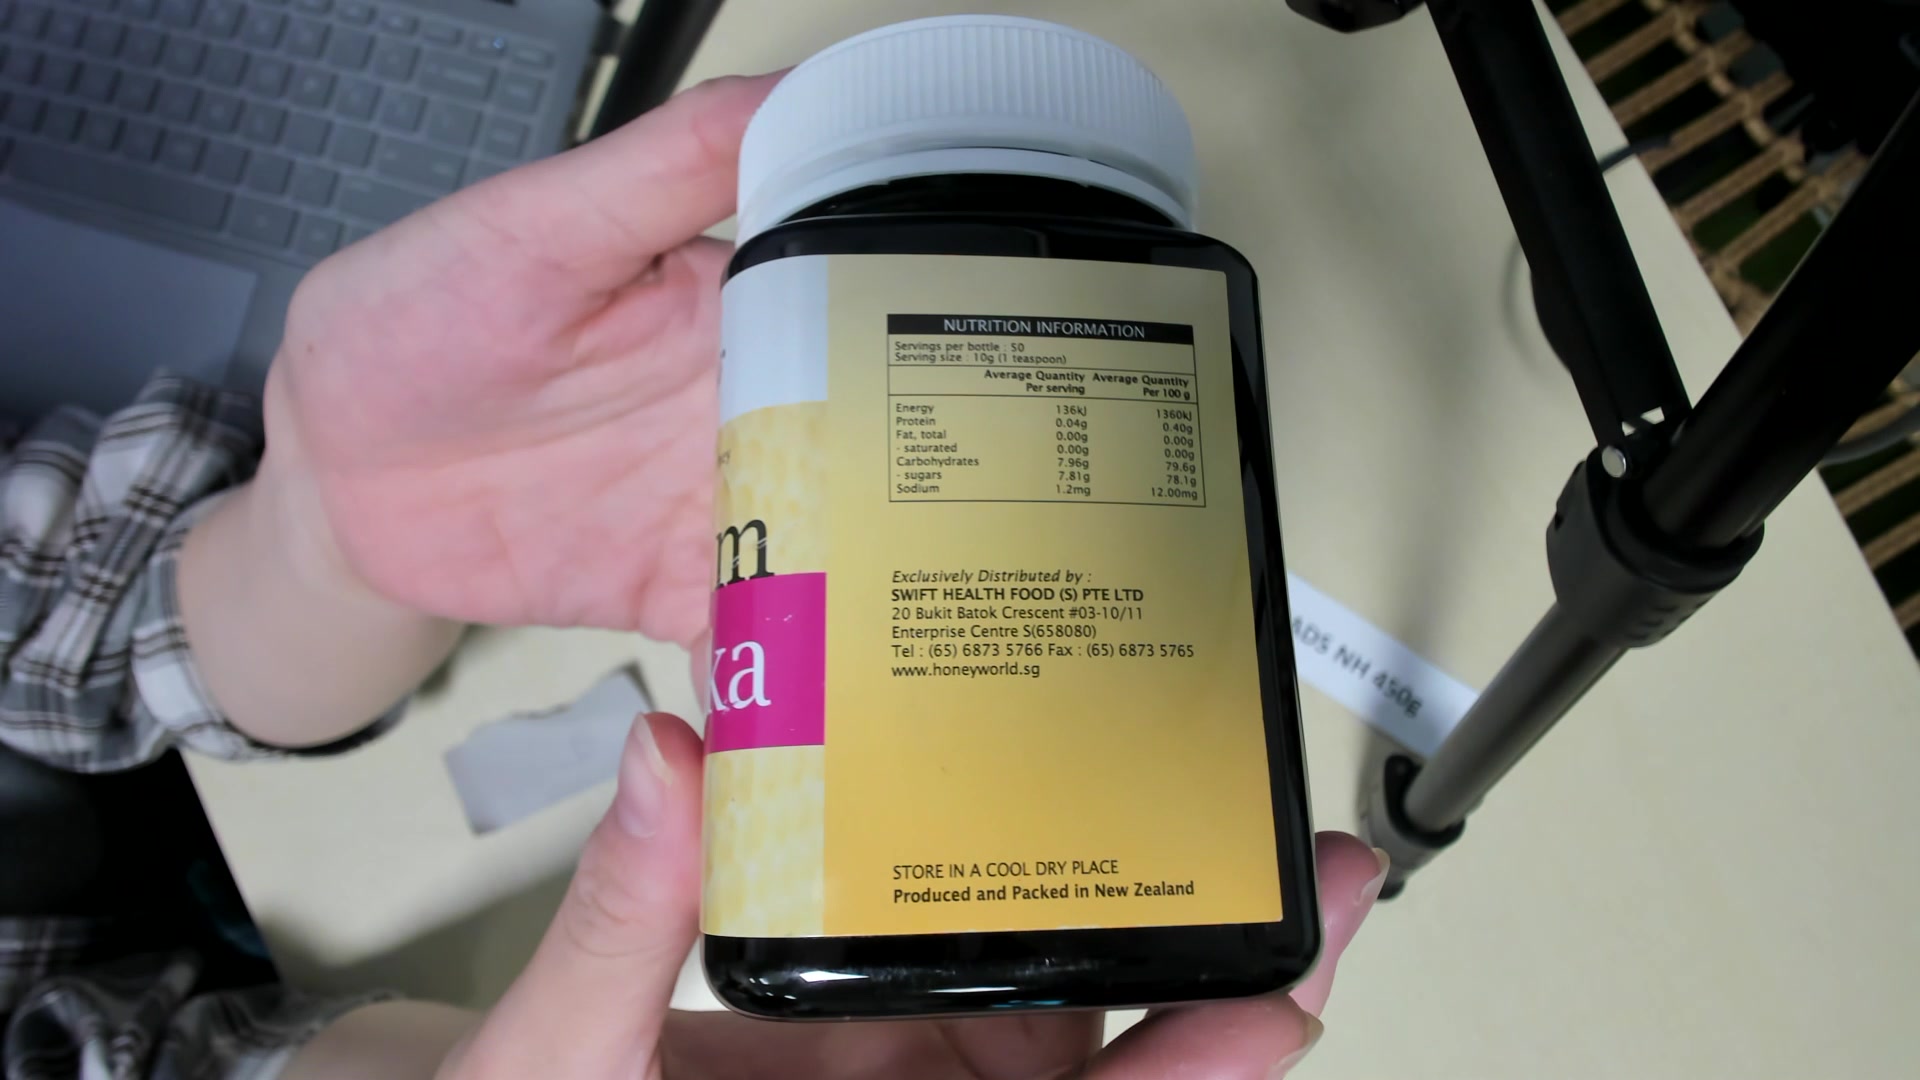 NUTRITION INFORMATION
Servings per bottle : 50
Serving size : 10g (1 teaspoon)
Average Quantity Per serving Average Quantity Per 100 g
Energy 136kJ 1360kJ
Protein 0.04g 0.40g
Fat, total 0.00g 0.00g
- saturated 0.00g 0.00g
Carbohydrates 7.96g 79.6g
- sugars 7.81g 78.1g
Sodium 1.2mg 12.00mg
m
ka
Exclusively Distributed by :
SWIFT HEALTH FOOD (S) PTE LTD
20 Bukit Batok Crescent #03-10/11
Enterprise Centre S(658080)
Tel : (65) 6873 5766 Fax : (65) 6873 5765
www.honeyworld.sg
STORE IN A COOL DRY PLACE
Produced and Packed in New Zealand
ADS NH 450g